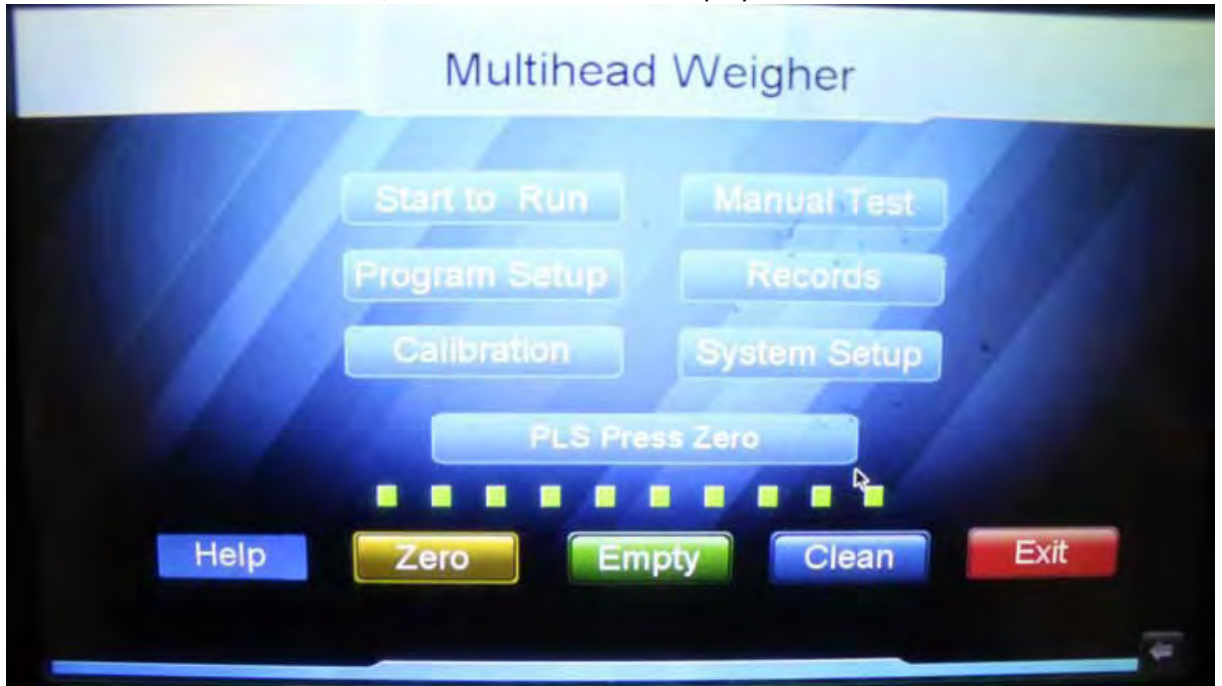 Multihead Weigher
Start to Run Manual Test
Program Setup Records
Calibration System Setup
PLS Press Zero
Help Zero Empty Clean Exit